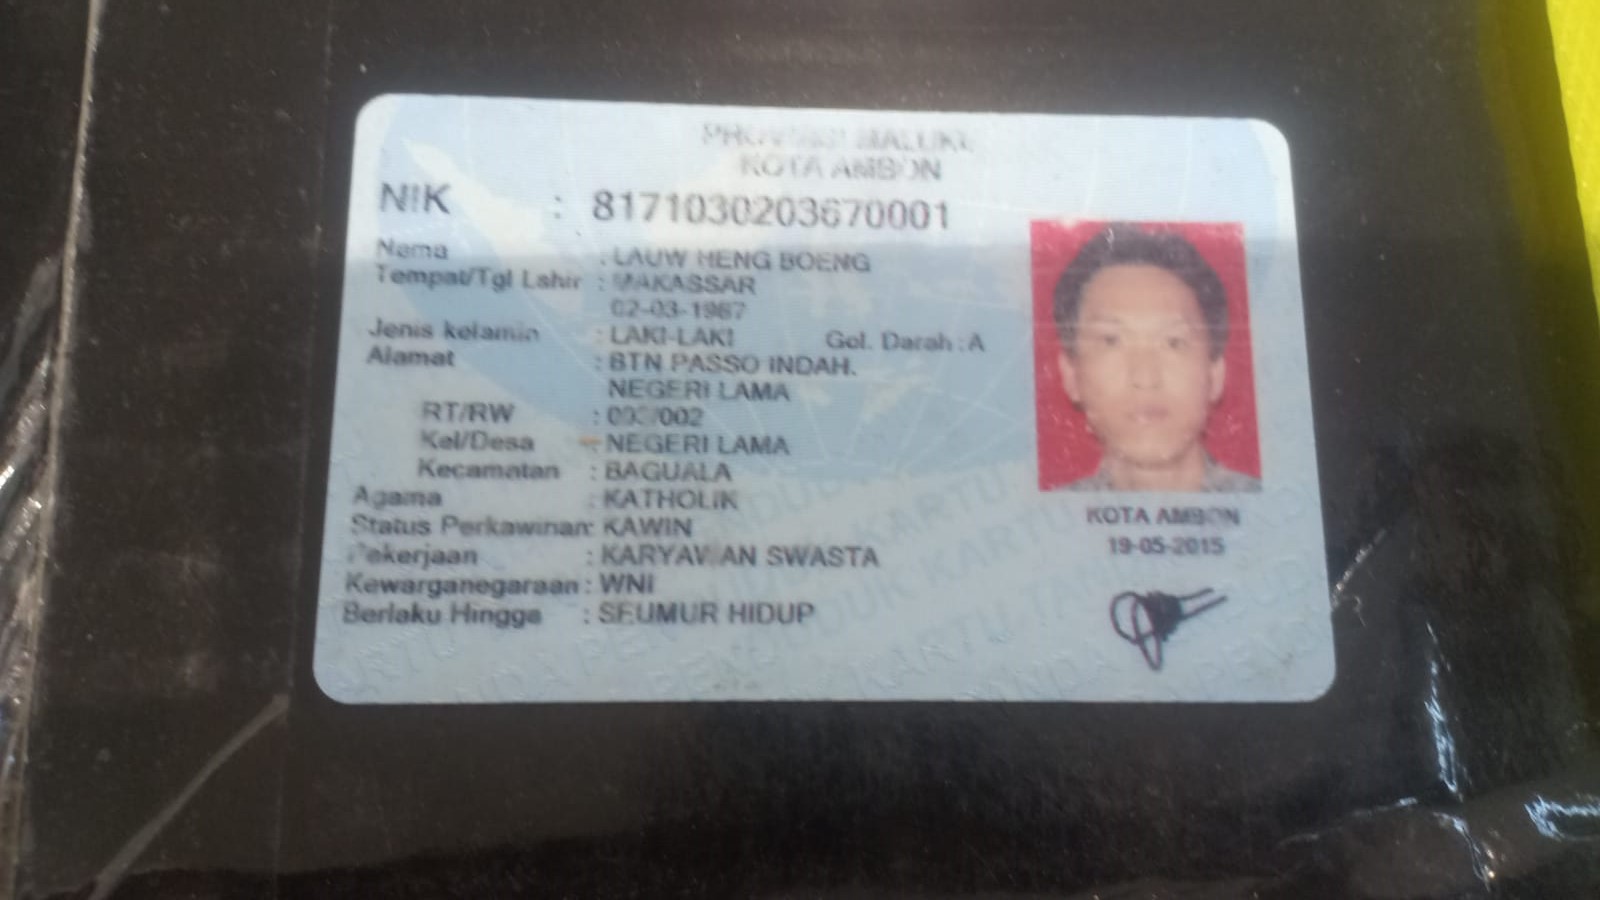 PROVINSI MALUKU
KOTA AMBON
NIK : 8171030203670001
Nama : LAUW HENG BOENG
Tempat/Tgl Lahir : MAKASSAR
02-03-1967
Jenis kelamin : LAKI-LAKI Gol. Darah : A
Alamat : BTN PASSO INDAH.
NEGERI LAMA
RT/RW : /002
Kel/Desa NEGERI LAMA
Kecamatan : BAGUALA
Agama : KATHOLIK
Status Perkawinan: KAWIN
Pekerjaan : KARYAWAN SWASTA
Kewarganegaraan : WNI
Berlaku Hingga : SEUMUR HIDUP
KOTA AMBON
19-05-2015